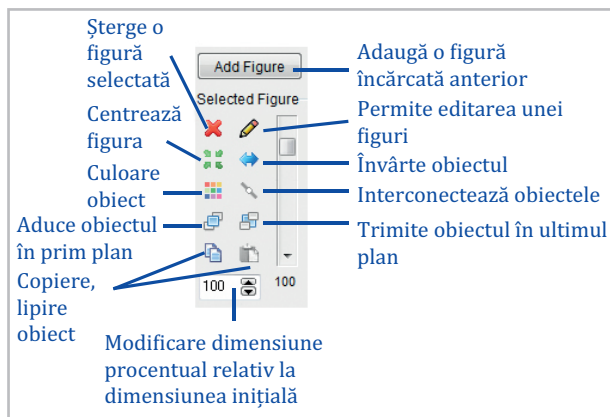 Șterge o
figură
selectată
Centrează
figura
Culoare
obiect
Aduce obiectul
în prim plan
Copiere,
lipire
obiect
Add Figure
Selected Figure
100
100
Adaugă o figură
încărcată anterior
Permite editarea unei
figuri
Învârte obiectul
Interconectează obiectele
Trimite obiectul în ultimul
plan
Modificare dimensiune
procentual relativ la
dimensiunea inițială